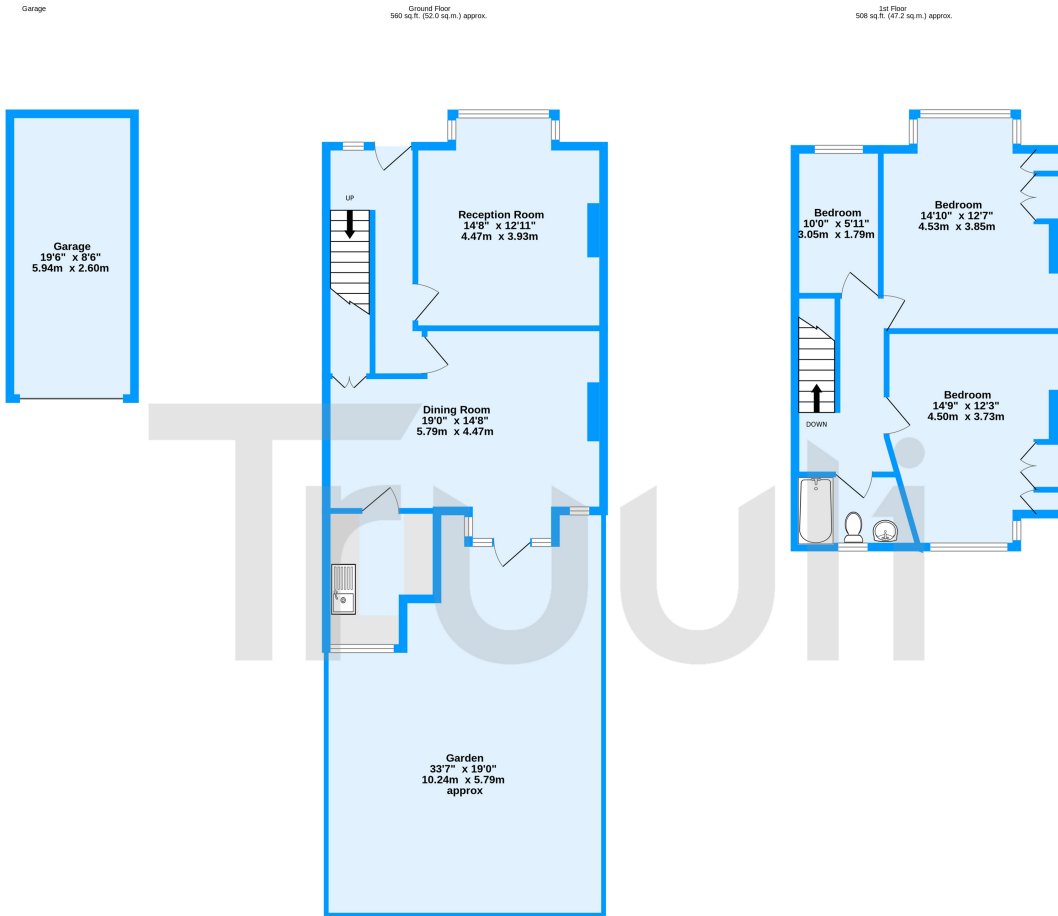 Garage
Ground Floor
560 sq.ft. (52.0 sq.m.) approx.
1st Floor
508 sq.ft. (47.2 sq.m.) approx.
Garage
19'6" x 8'6"
5.94m x 2.60m
UP
Reception Room
14'8" x 12'11"
4.47m x 3.93m
Dining Room
19'0" x 14'8"
5.79m x 4.47m
Garden
33'7" x 19'0"
10.24m x 5.79m
approx
Bedroom
10'0" x 5'11"
3.05m x 1.79m
Bedroom
14'10" x 12'7"
4.53m x 3.85m
Bedroom
14'9" x 12'3"
4.50m x 3.73m
DOWN
Truuli